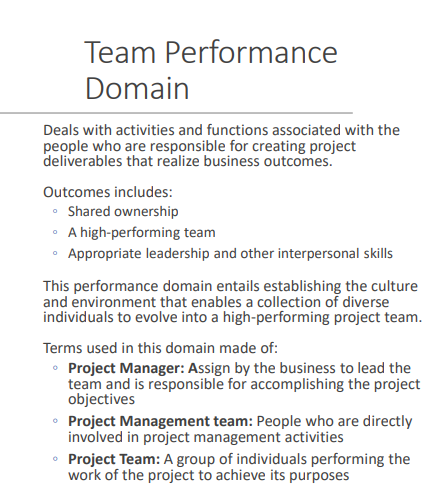 Team Performance
Domain
Deals with activities and functions associated with the
people who are responsible for creating project
deliverables that realize business outcomes.
Outcomes includes:
◦ Shared ownership
◦ A high-performing team
◦ Appropriate leadership and other interpersonal skills
This performance domain entails establishing the culture
and environment that enables a collection of diverse
individuals to evolve into a high-performing project team.
Terms used in this domain made of:
◦ Project Manager: Assign by the business to lead the
team and is responsible for accomplishing the project
objectives
◦ Project Management team: People who are directly
involved in project management activities
◦ Project Team: A group of individuals performing the
work of the project to achieve its purposes